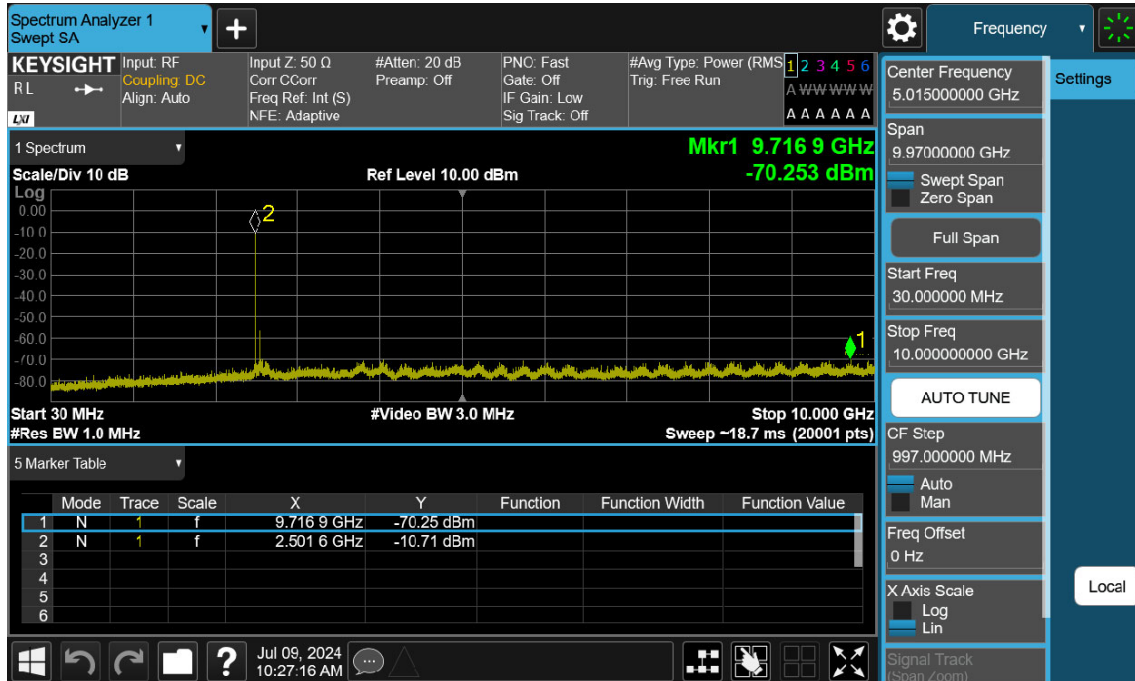 Spectrum Analyzer 1
Swept SA
Frequency
KEYSIGHT
R L
LXI
Input: RF
Coupling: DC
Align: Auto
Input Z: 50 Ω
Corr CCorr
Freq Ref: Int (S)
NFE: Adaptive
#Atten: 20 dB
Preamp: Off
PNO: Fast
Gate: Off
IF Gain: Low
Sig Track: Off
#Avg Type: Power (RMS
Trig: Free Run
1 2 3 4 5 6
A W W W W W
A A A A A A
1 Spectrum
Mkr1 9.716 9 GHz
-70.253 dBm
Scale/Div 10 dB
Ref Level 10.00 dBm
Log
0.00
-10.0
-20.0
-30.0
-40.0
-50.0
-60.0
-70.0
-80.0
2
1
Start 30 MHz
#Video BW 3.0 MHz
Stop 10.000 GHz
#Res BW 1.0 MHz
Sweep ~18.7 ms (20001 pts)
5 Marker Table
Mode Trace Scale X Y Function Function Width Function Value
1 N 1 f 9.716 9 GHz -70.25 dBm
2 N 1 f 2.501 6 GHz -10.71 dBm
3
4
5
6
?
Jul 09, 2024
10:27:16 AM
Center Frequency
5.015000000 GHz
Span
9.97000000 GHz
Swept Span
Zero Span
Full Span
Start Freq
30.000000 MHz
Stop Freq
10.000000000 GHz
AUTO TUNE
CF Step
997.000000 MHz
Auto
Man
Freq Offset
0 Hz
X Axis Scale
Log
Lin
Signal Track
(Span Zoom)
Settings
Local